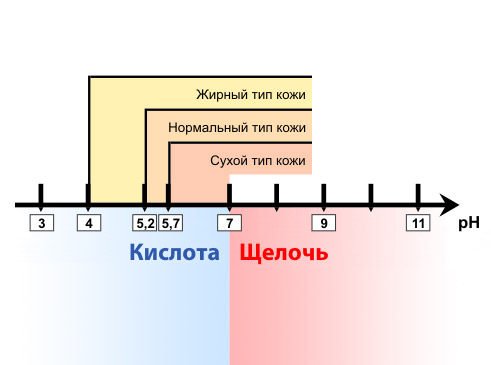 Жирный тип кожи
Нормальный тип кожи
Сухой тип кожи
3 4 5,2 5,7 7 9 11 pH
Кислота Щелочь